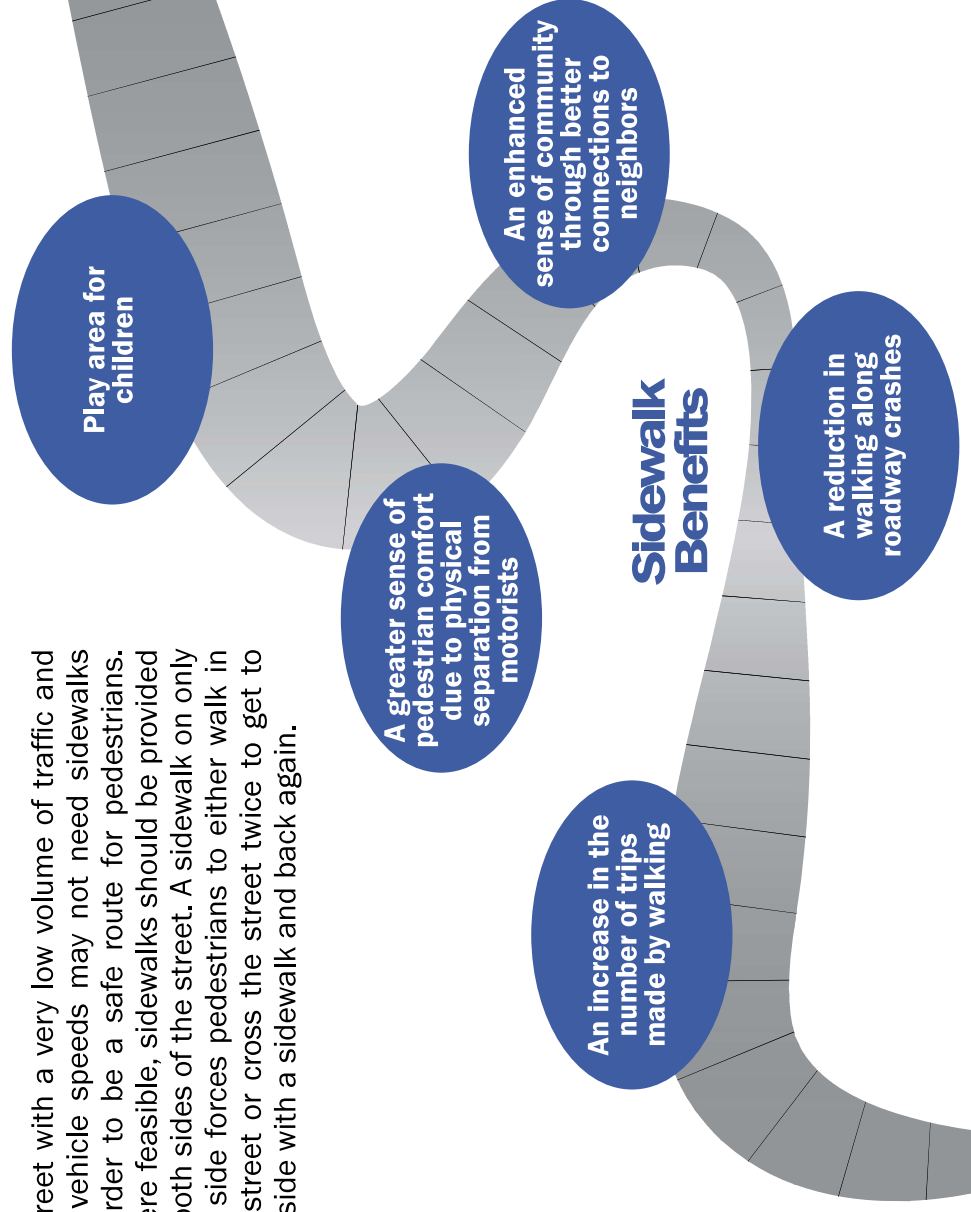 reet with a very low volume of traffic and
vehicle speeds may not need sidewalks
rder to be a safe route for pedestrians.
ere feasible, sidewalks should be provided
oth sides of the street. A sidewalk on only
side forces pedestrians to either walk in
street or cross the street twice to get to
side with a sidewalk and back again.
Play area for
children
A greater sense of
pedestrian comfort
due to physical
separation from
motorists
An enhanced
sense of community
through better
connections to
neighbors
Sidewalk
Benefits
An increase in the
number of trips
made by walking
A reduction in
walking along
roadway crashes